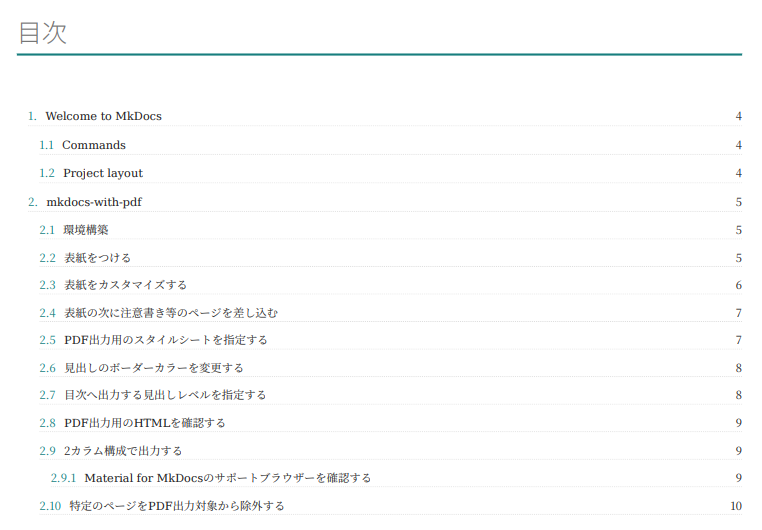 目次
1. Welcome to MkDocs 4
1.1 Commands 4
1.2 Project layout 4
2. mkdocs-with-pdf 5
2.1 環境構築 5
2.2 表紙をつける 5
2.3 表紙をカスタマイズする 6
2.4 表紙の次に注意書き等のページを差し込む 7
2.5 PDF出力用のスタイルシートを指定する 7
2.6 見出しのボーダーカラーを変更する 8
2.7 目次へ出力する見出しレベルを指定する 8
2.8 PDF出力用のHTMLを確認する 9
2.9 2カラム構成で出力する 9
2.9.1 Material for MkDocsのサポートブラウザーを確認する 9
2.10 特定のページをPDF出力対象から除外する 10